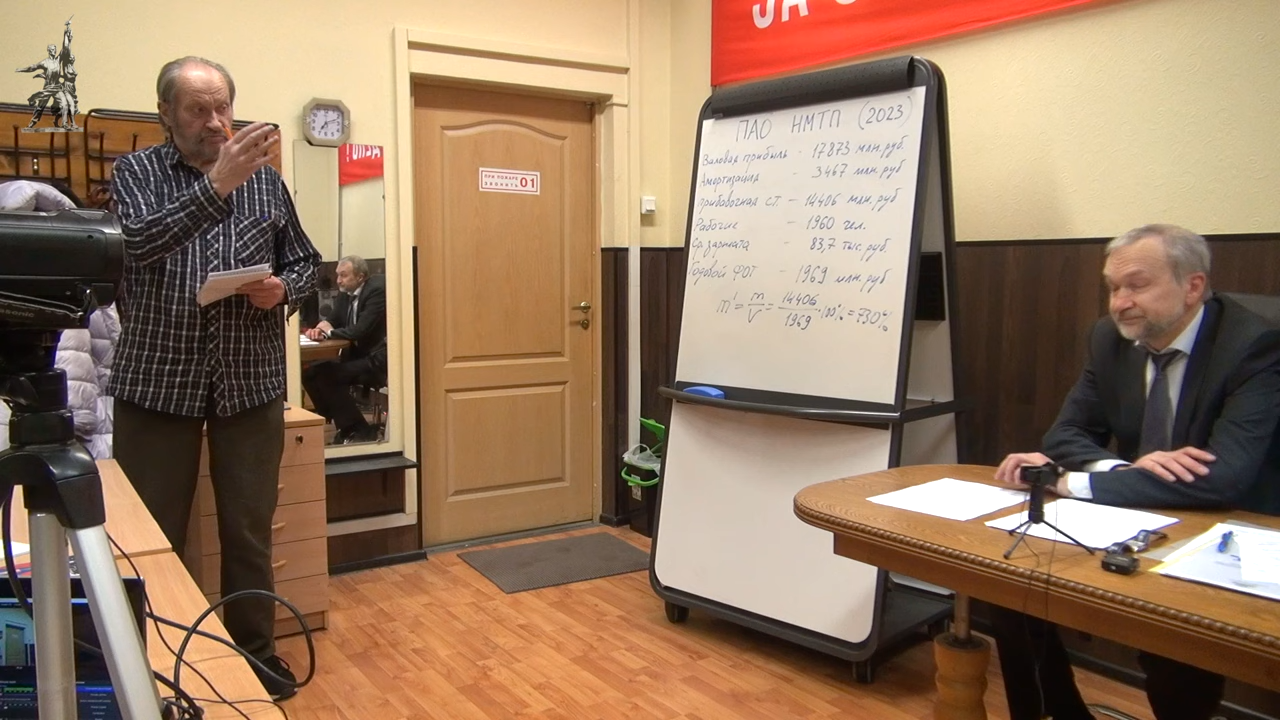 ЗА С
ПАО НМТП (2023)
Валовая прибыль - 17873 млн.руб.
Амортизация - 3467 млн.руб
прибавочная ст. - 14406 млн.руб
Рабочие - 1960 чел.
Ср. зарплата - 83,7 тыс.руб.
Годовой ФОТ - 1969 млн.руб
m' = m/v = 14406/1969 · 100% = 730%
ПРИ ПОЖАРЕ
ЗВОНИТЬ 01
Panasonic